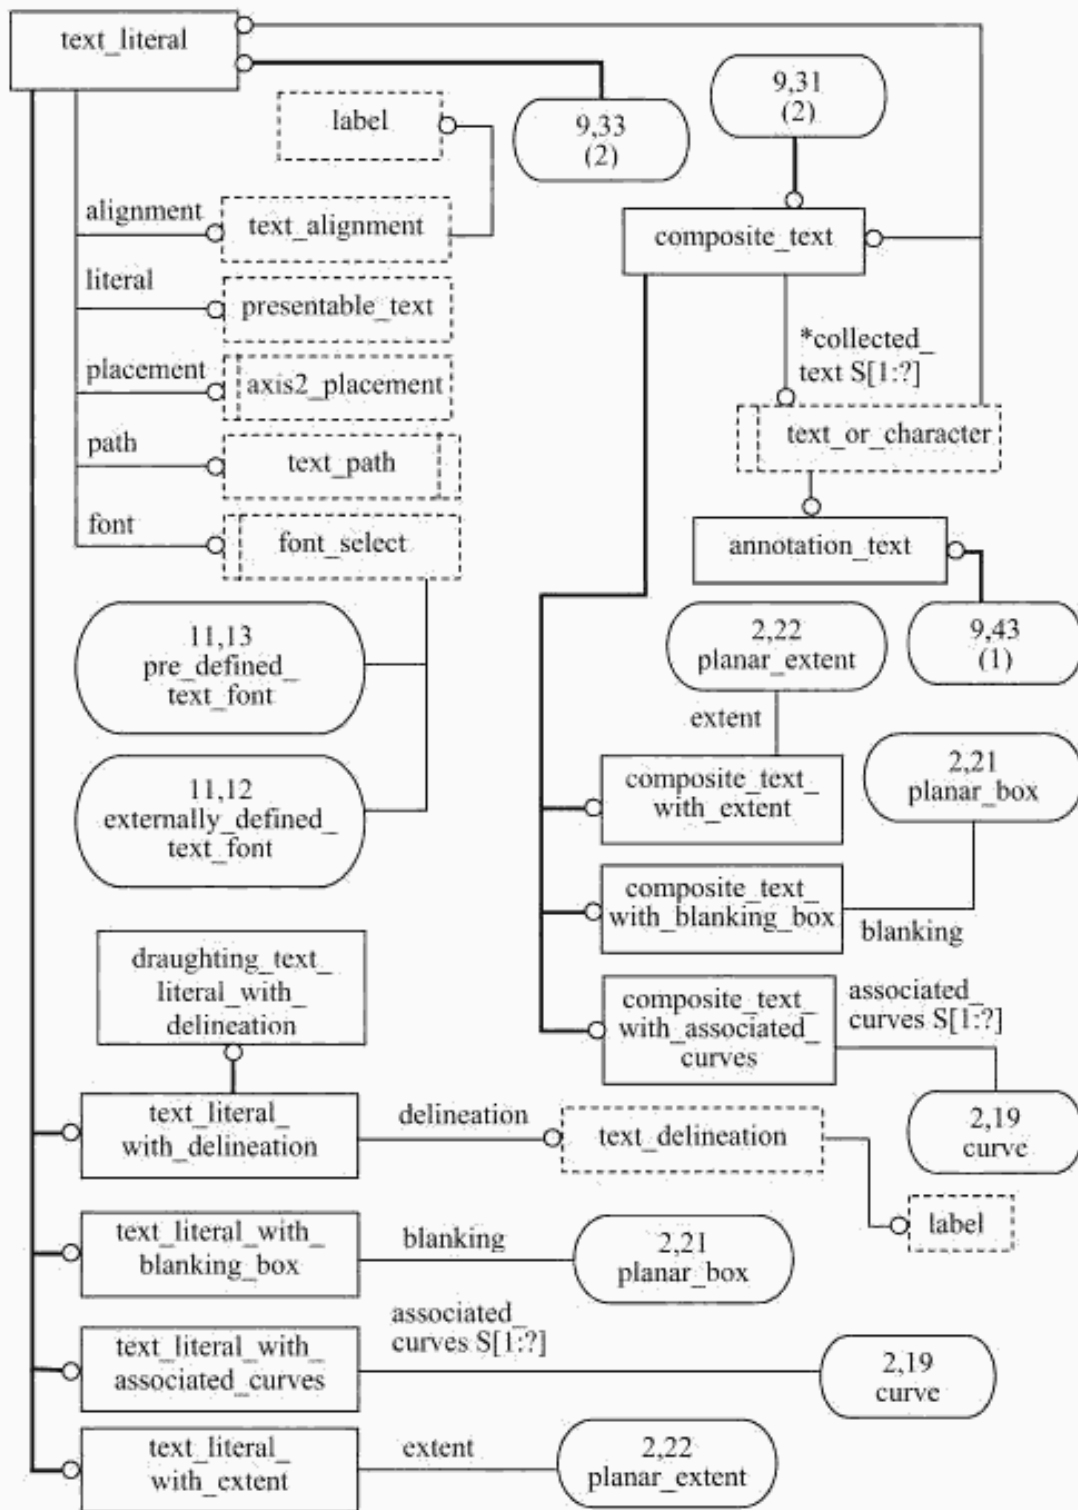 text_literal
label
9,33
(2)
9,31
(2)
alignment
text_alignment
composite_text
literal
presentable_text
*collected_
text S[1:?]
placement
axis2_placement
path
text_path
text_or_character
font
font_select
annotation_text
11,13
pre_defined_
text_font
2,22
planar_extent
9,43
(1)
extent
11,12
externally_defined_
text_font
composite_text_
with_extent
2,21
planar_box
composite_text_
with_blanking_box
blanking
draughting_text_
literal_with_
delineation
composite_text_
with_associated_
curves
associated_
curves S[1:?]
text_literal_
with_delineation
delineation
text_delineation
2,19
curve
label
text_literal_with_
blanking_box
blanking
2,21
planar_box
associated_
curves S[1:?]
text_literal_with_
associated_curves
2,19
curve
text_literal_
with_extent
extent
2,22
planar_extent